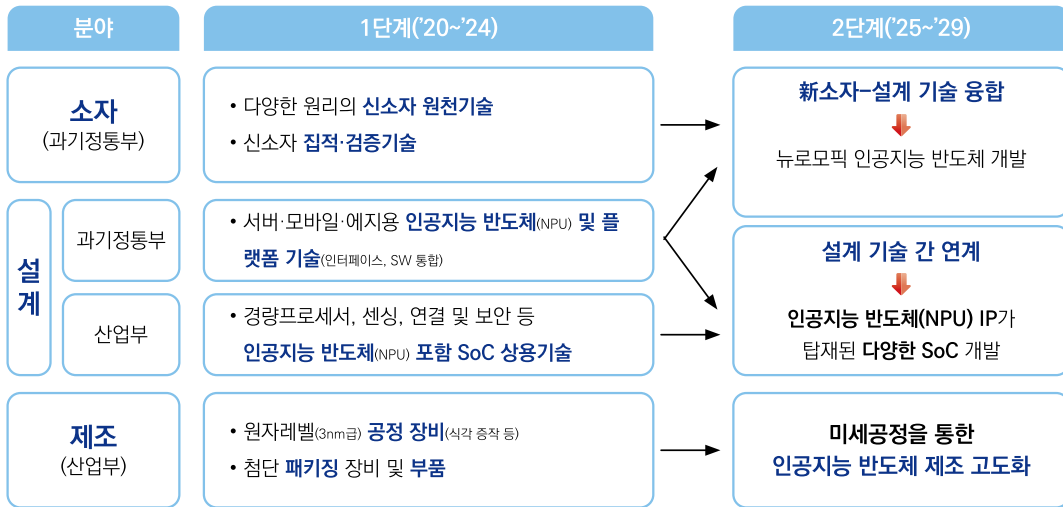 분야
1단계('20~'24)
2단계('25~'29)
소자
(과기정통부)
• 다양한 원리의 신소자 원천기술
• 신소자 집적·검증기술
新소자-설계 기술 융합
뉴로모픽 인공지능 반도체 개발
설계
과기정통부
• 서버·모바일·에지용 인공지능 반도체(NPU) 및 플
랫폼 기술(인터페이스, SW 통합)
산업부
• 경량프로세서, 센싱, 연결 및 보안 등
인공지능 반도체(NPU) 포함 SoC 상용기술
설계 기술 간 연계
인공지능 반도체(NPU) IP가
탑재된 다양한 SoC 개발
제조
(산업부)
• 원자레벨(3nm급) 공정 장비(식각 증착 등)
• 첨단 패키징 장비 및 부품
미세공정을 통한
인공지능 반도체 제조 고도화